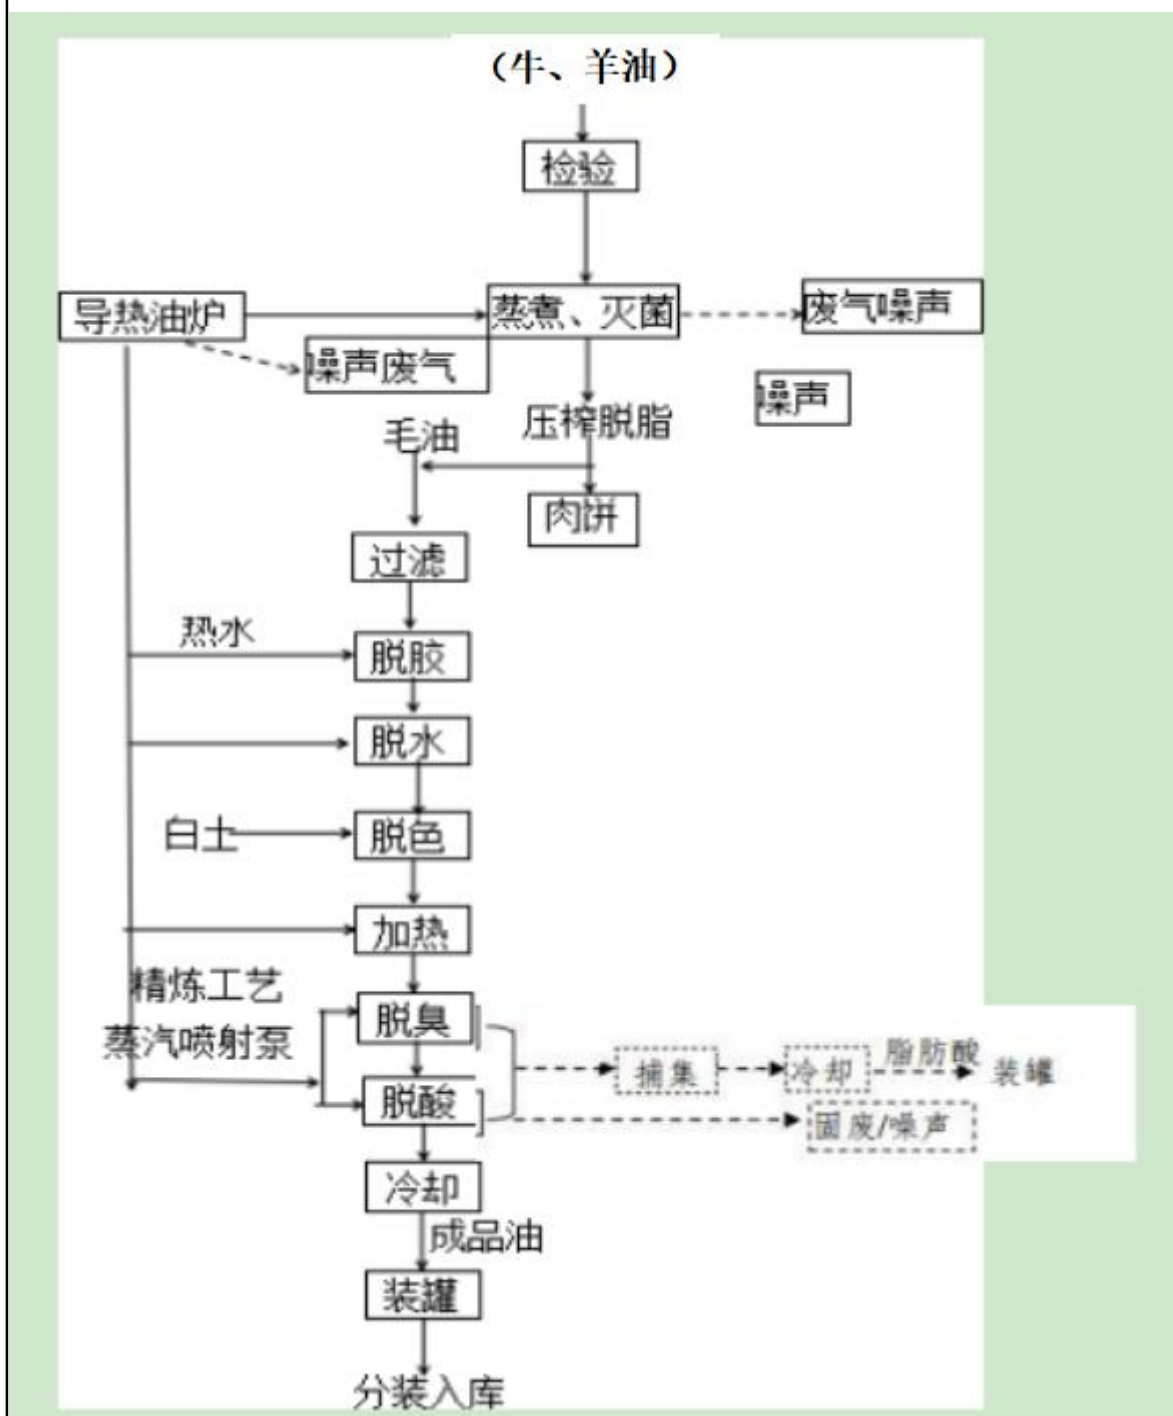 （牛、羊油）
检验
导热油炉
蒸煮、灭菌
废气噪声
噪声废气
噪声
压榨脱脂
毛油
肉饼
过滤
热水
脱胶
脱水
白土
脱色
加热
精炼工艺
脱臭
蒸汽喷射泵
捕集
冷却
脂肪酸
装罐
脱酸
固废/噪声
冷却
成品油
装罐
分装入库